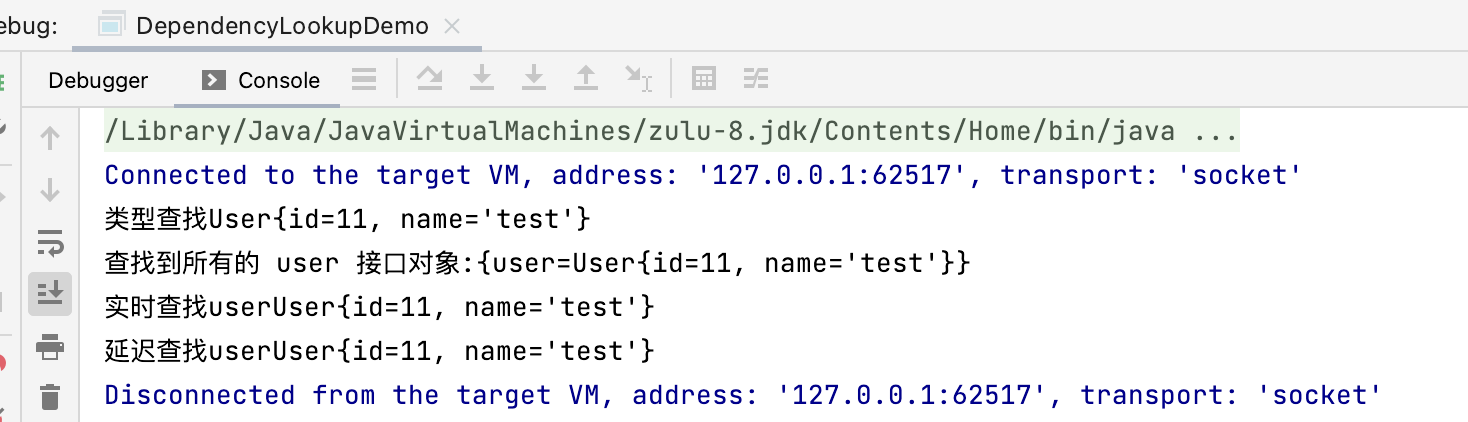 ebug:
DependencyLookupDemo
Debugger
Console
/Library/Java/JavaVirtualMachines/zulu-8.jdk/Contents/Home/bin/java ...
Connected to the target VM, address: '127.0.0.1:62517', transport: 'socket'
类型查找User{id=11, name='test'}
查找到所有的 user 接口对象:{user=User{id=11, name='test'}}
实时查找userUser{id=11, name='test'}
延迟查找userUser{id=11, name='test'}
Disconnected from the target VM, address: '127.0.0.1:62517', transport: 'socket'